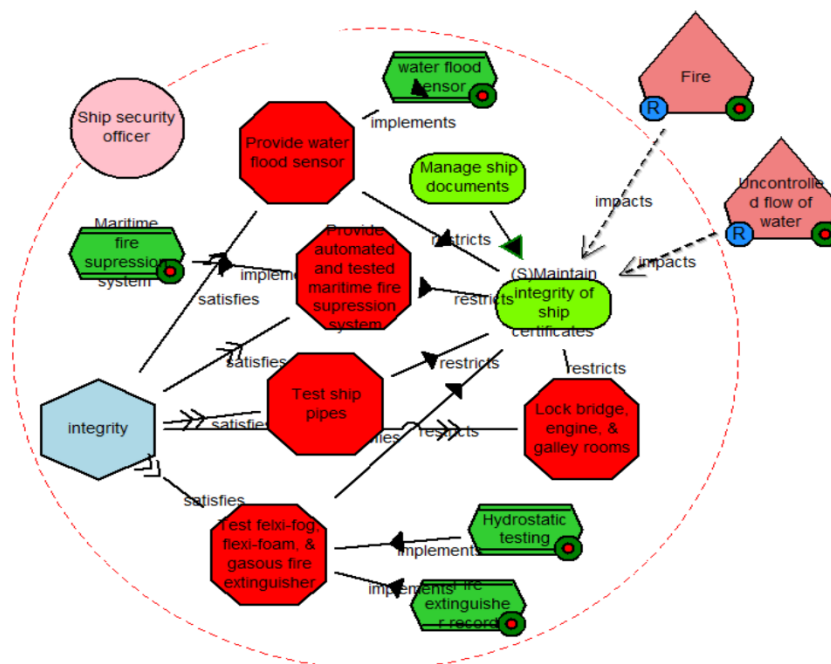 water flood
sensor
Fire
R
Ship security
officer
implements
Provide water
flood sensor
Manage ship
documents
Uncontrolle
d flow of
water
R
impacts
Maritime
fire
supression
system
Provide
automated
and tested
maritime fire
supression
system
restricts
impacts
satisfies
(S)Maintain
integrity of
ship
certificates
restricts
satisfies
restricts
restricts
Test ship
pipes
integrity
satisfies
restricts
Lock bridge,
engine, &
galley rooms
satisfies
Test felxi-fog,
flexi-foam, &
gasous fire
extinguisher
Hydrostatic
testing
implements
implements
extinguishe
r record